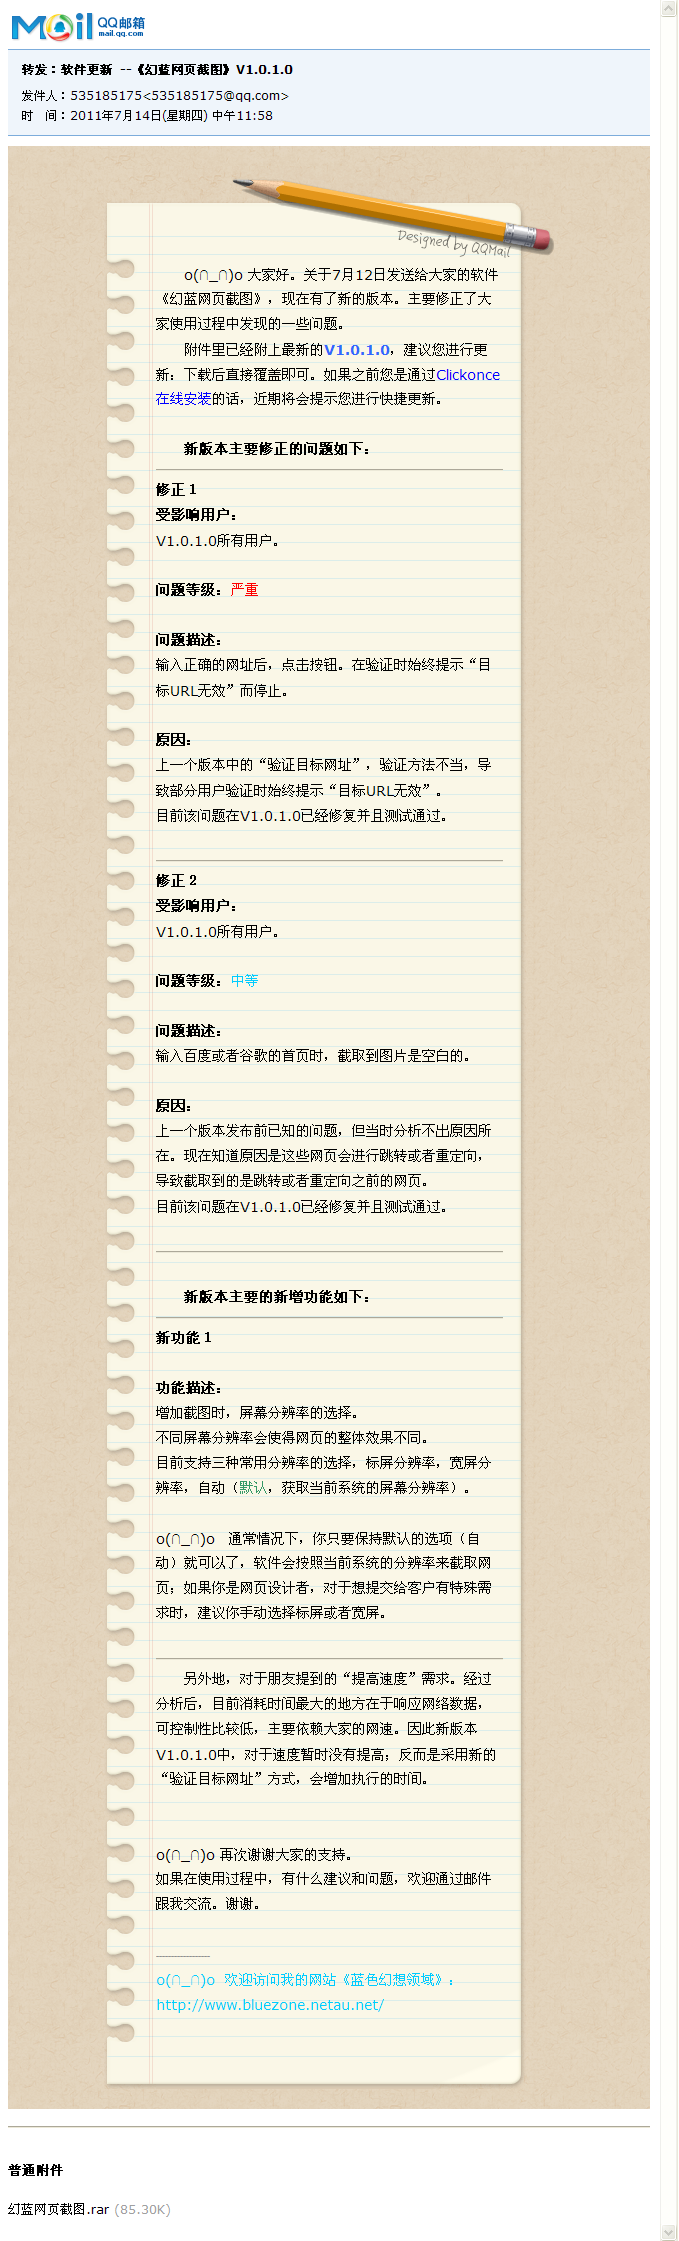 Mail QQ邮箱
mail.qq.com
转发：软件更新 --《幻蓝网页截图》V1.0.1.0
发件人：535185175<535185175@qq.com>
时 间：2011年7月14日(星期四) 中午11:58
Designed by QQMail
o(∩_∩)o 大家好。关于7月12日发送给大家的软件
《幻蓝网页截图》，现在有了新的版本。主要修正了大
家使用过程中发现的一些问题。
附件里已经附上最新的V1.0.1.0，建议您进行更
新：下载后直接覆盖即可。如果之前您是通过Clickonce
在线安装的话，近期将会提示您进行快捷更新。
新版本主要修正的问题如下：
修正１
受影响用户：
V1.0.1.0所有用户。
问题等级：严重
问题描述：
输入正确的网址后，点击按钮。在验证时始终提示“目
标URL无效”而停止。
原因：
上一个版本中的“验证目标网址”，验证方法不当，导
致部分用户验证时始终提示“目标URL无效”。
目前该问题在V1.0.1.0已经修复并且测试通过。
修正２
受影响用户：
V1.0.1.0所有用户。
问题等级：中等
问题描述：
输入百度或者谷歌的首页时，截取到图片是空白的。
原因：
上一个版本发布前已知的问题，但当时分析不出原因所
在。现在知道原因是这些网页会进行跳转或者重定向，
导致截取到的是跳转或者重定向之前的网页。
目前该问题在V1.0.1.0已经修复并且测试通过。
新版本主要的新增功能如下：
新功能１
功能描述：
增加截图时，屏幕分辨率的选择。
不同屏幕分辨率会使得网页的整体效果不同。
目前支持三种常用分辨率的选择，标屏分辨率，宽屏分
辨率，自动（默认，获取当前系统的屏幕分辨率）。
o(∩_∩)o 通常情况下，你只要保持默认的选项（自
动）就可以了，软件会按照当前系统的分辨率来截取网
页；如果你是网页设计者，对于想提交给客户有特殊需
求时，建议你手动选择标屏或者宽屏。
另外地，对于朋友提到的“提高速度”需求。经过
分析后，目前消耗时间最大的地方在于响应网络数据，
可控制性比较低，主要依赖大家的网速。因此新版本
V1.0.1.0中，对于速度暂时没有提高；反而是采用新的
“验证目标网址”方式，会增加执行的时间。
o(∩_∩)o 再次谢谢大家的支持。
如果在使用过程中，有什么建议和问题，欢迎通过邮件
跟我交流。谢谢。
o(∩_∩)o 欢迎访问我的网站《蓝色幻想领域》：
http://www.bluezone.netau.net/
普通附件
幻蓝网页截图.rar (85.30K)